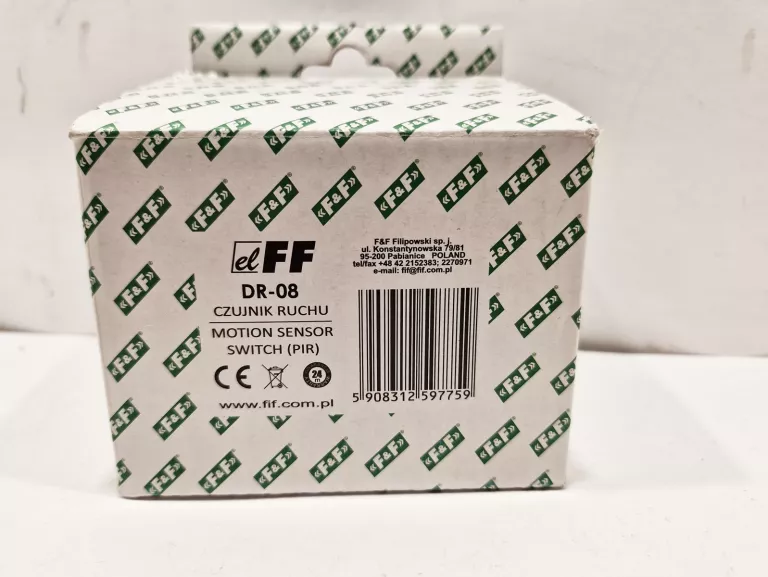 el FF
DR-08
CZUJNIK RUCHU
MOTION SENSOR
SWITCH (PIR)
CE
24
m
www.fif.com.pl
F&F Filipowski sp. j.
ul. Konstantynowska 79/81
95-200 Pabianice POLAND
tel/fax +48 42 2152383; 2270971
e-mail: fif@fif.com.pl
5 908312 597759
«F&F»®